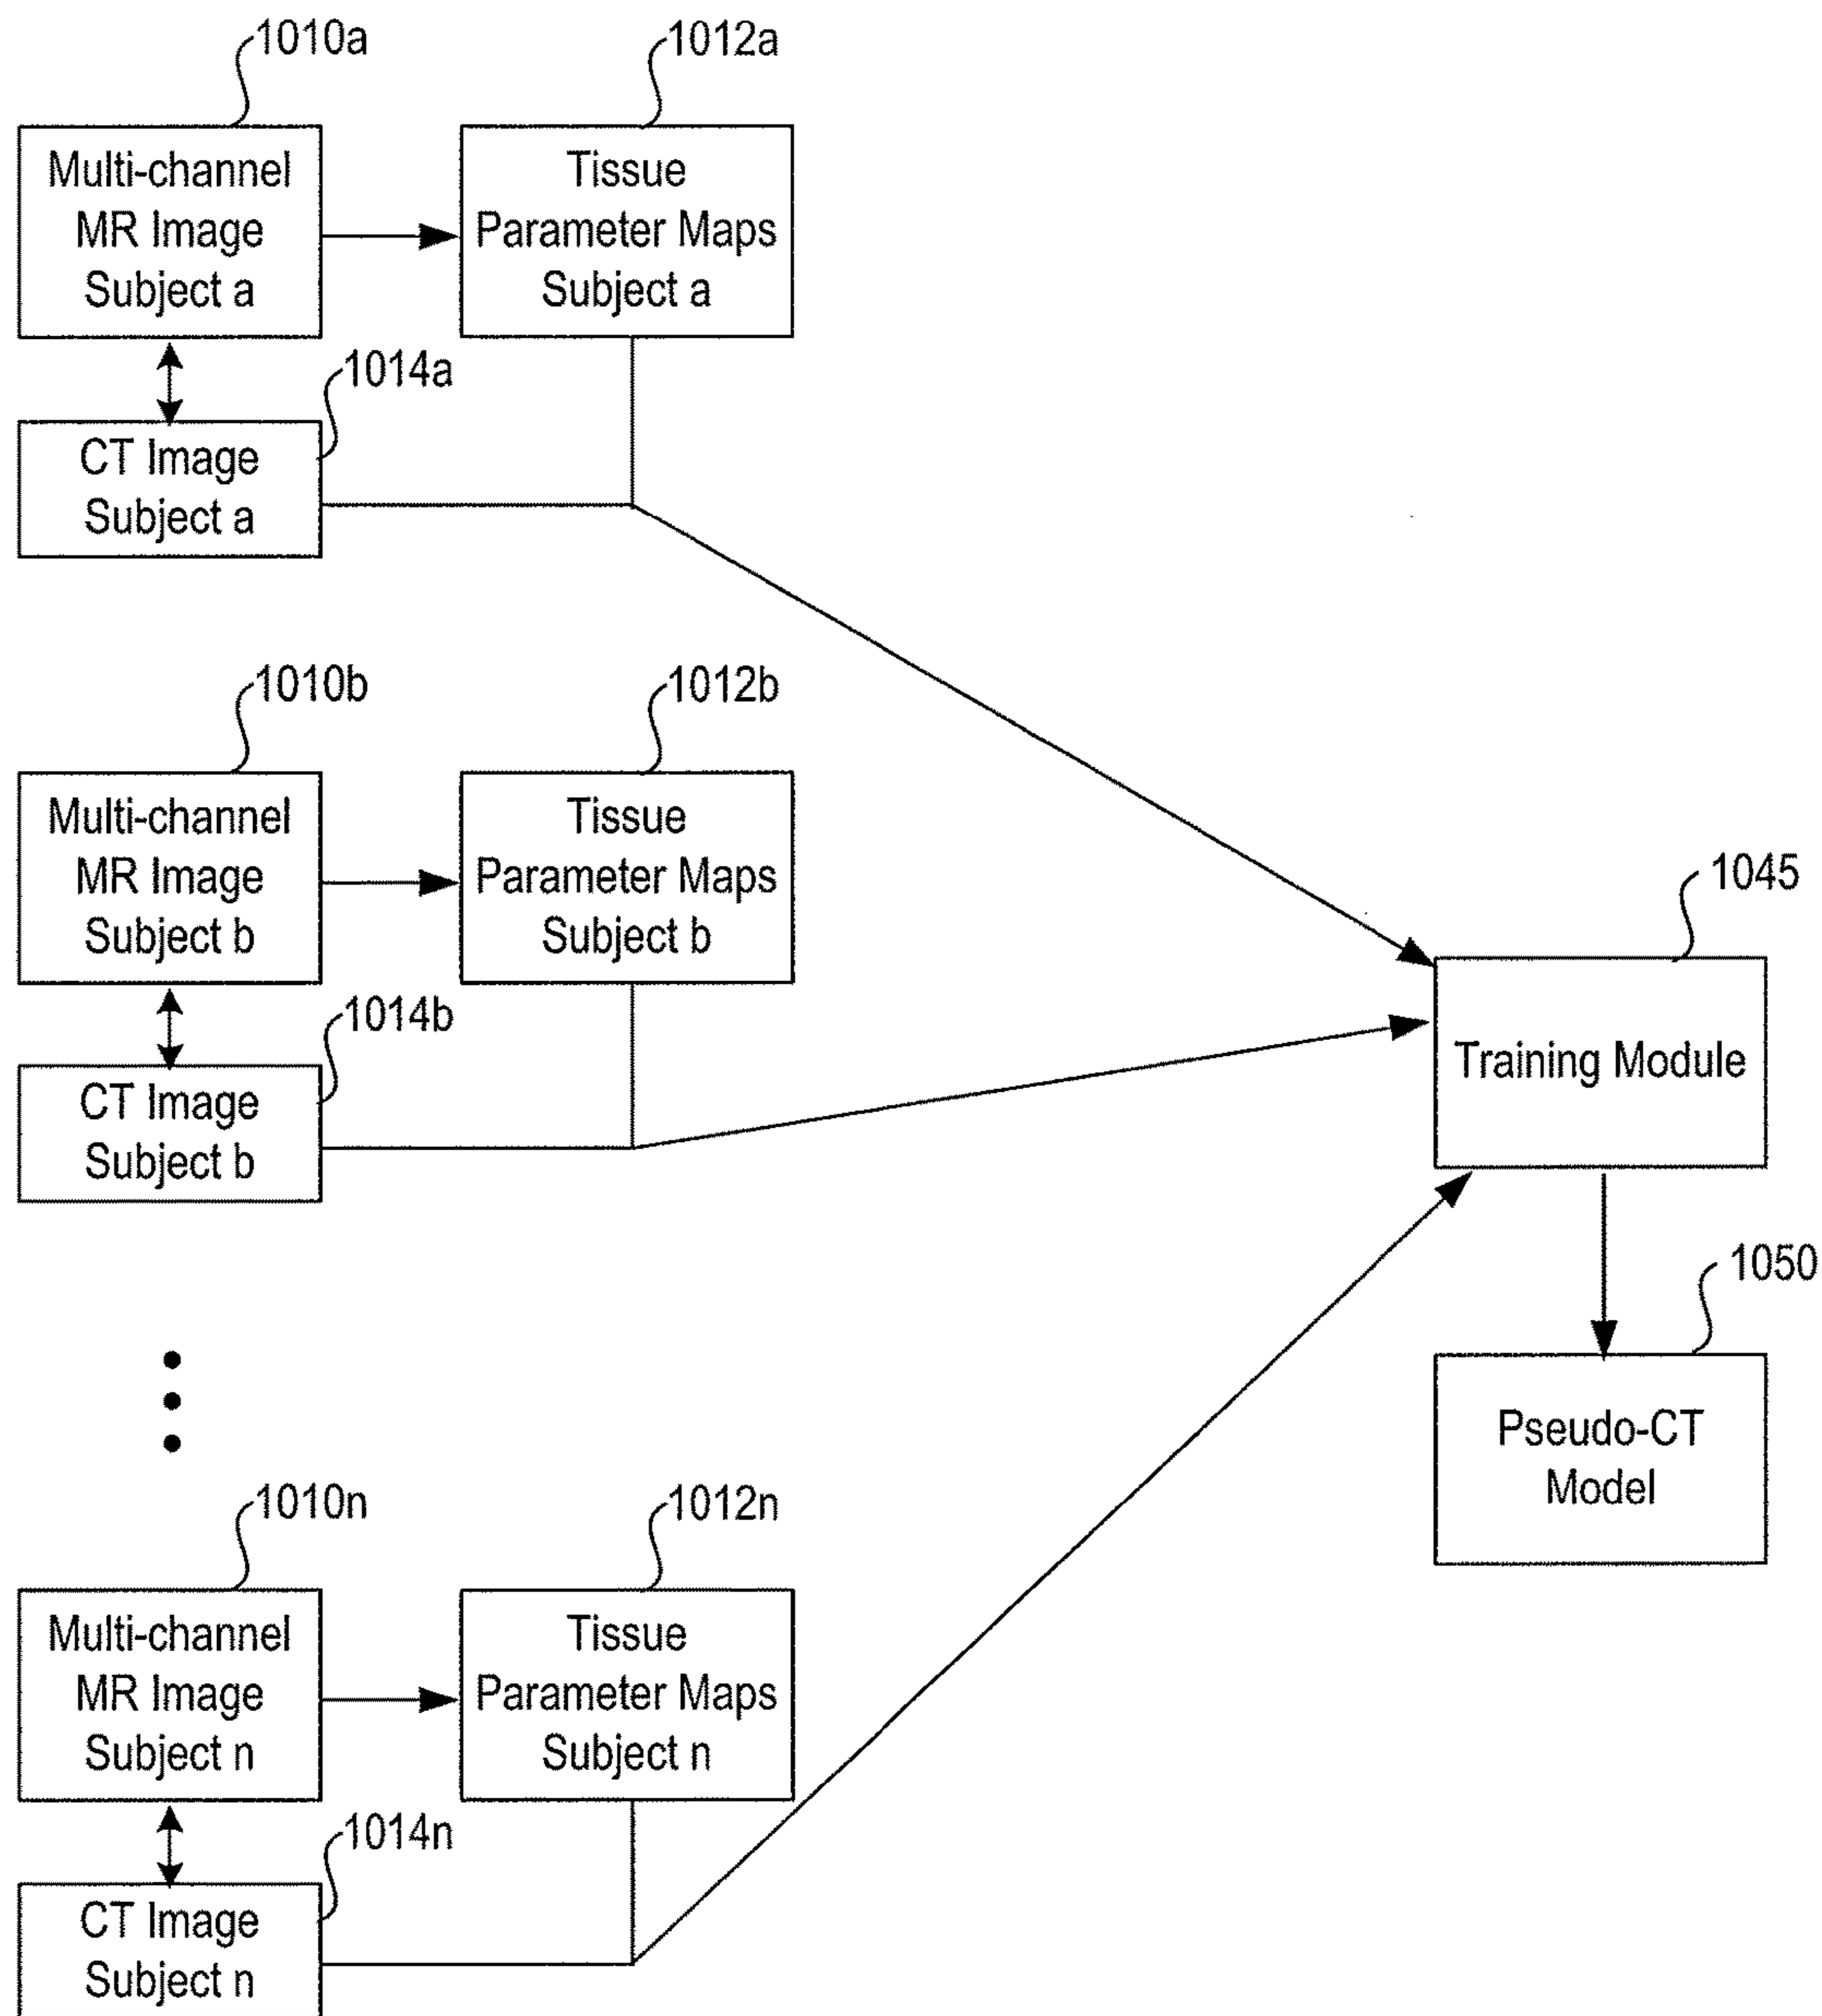 1010a
1012a
Multi-channel
MR Image
Subject a
Tissue
Parameter Maps
Subject a
1014a
CT Image
Subject a
1010b
1012b
Multi-channel
MR Image
Subject b
Tissue
Parameter Maps
Subject b
1014b
CT Image
Subject b
1045
Training Module
1050
Pseudo-CT
Model
1010n
1012n
Multi-channel
MR Image
Subject n
Tissue
Parameter Maps
Subject n
1014n
CT Image
Subject n